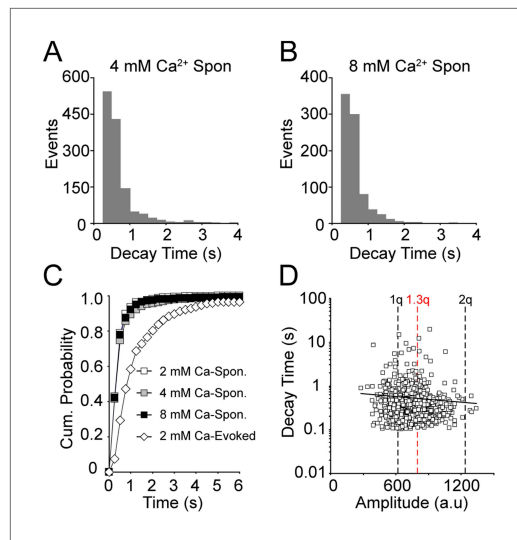 A
4 mM Ca²⁺ Spon
600
450
300
150
0
Events
0 1 2 3 4
Decay Time (s)
B
8 mM Ca²⁺ Spon
400
300
200
100
0
Events
0 1 2 3 4
Decay Time (s)
C
1.0
0.8
0.6
0.4
0.2
0
Cum. Probability
2 mM Ca-Spon.
4 mM Ca-Spon.
8 mM Ca-Spon.
2 mM Ca-Evoked
0 1 2 3 4 5 6
Time (s)
D
1q 1.3q 2q
100
10
1
0.1
0.01
Decay Time (s)
0 600 1200
Amplitude (a.u)